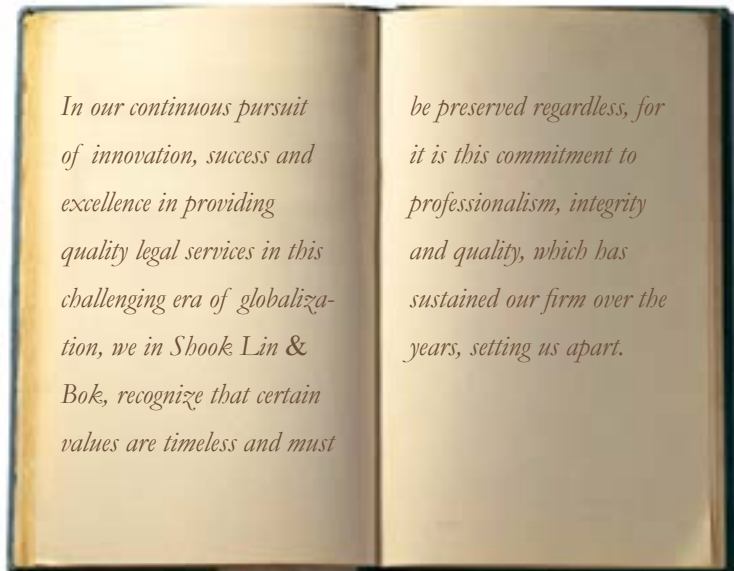 In our continuous pursuit
of innovation, success and
excellence in providing
quality legal services in this
challenging era of globaliza-
tion, we in Shook Lin &
Bok, recognize that certain
values are timeless and must
be preserved regardless, for
it is this commitment to
professionalism, integrity
and quality, which has
sustained our firm over the
years, setting us apart.